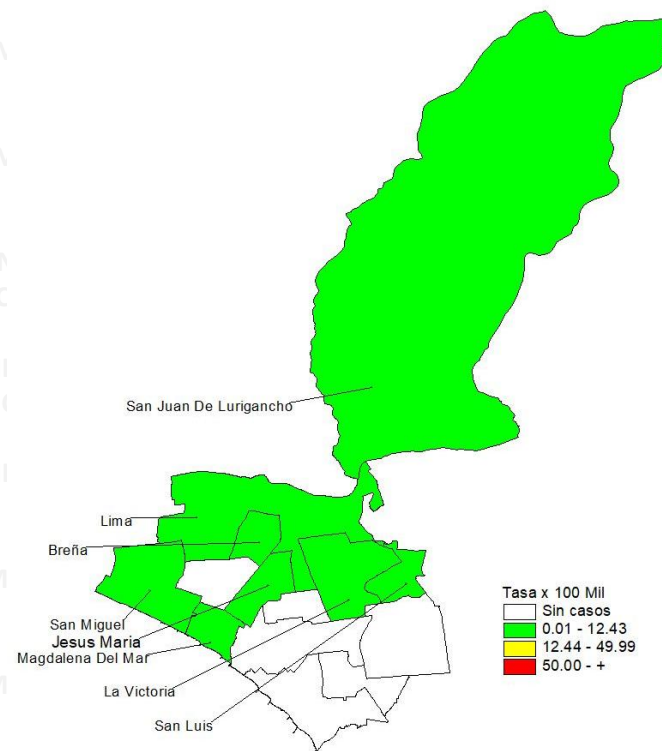 San Juan De Lurigancho
Lima
Breña
San Miguel
Jesus Maria
Magdalena Del Mar
La Victoria
San Luis
Tasa x 100 Mil
Sin casos
0.01 - 12.43
12.44 - 49.99
50.00 - +